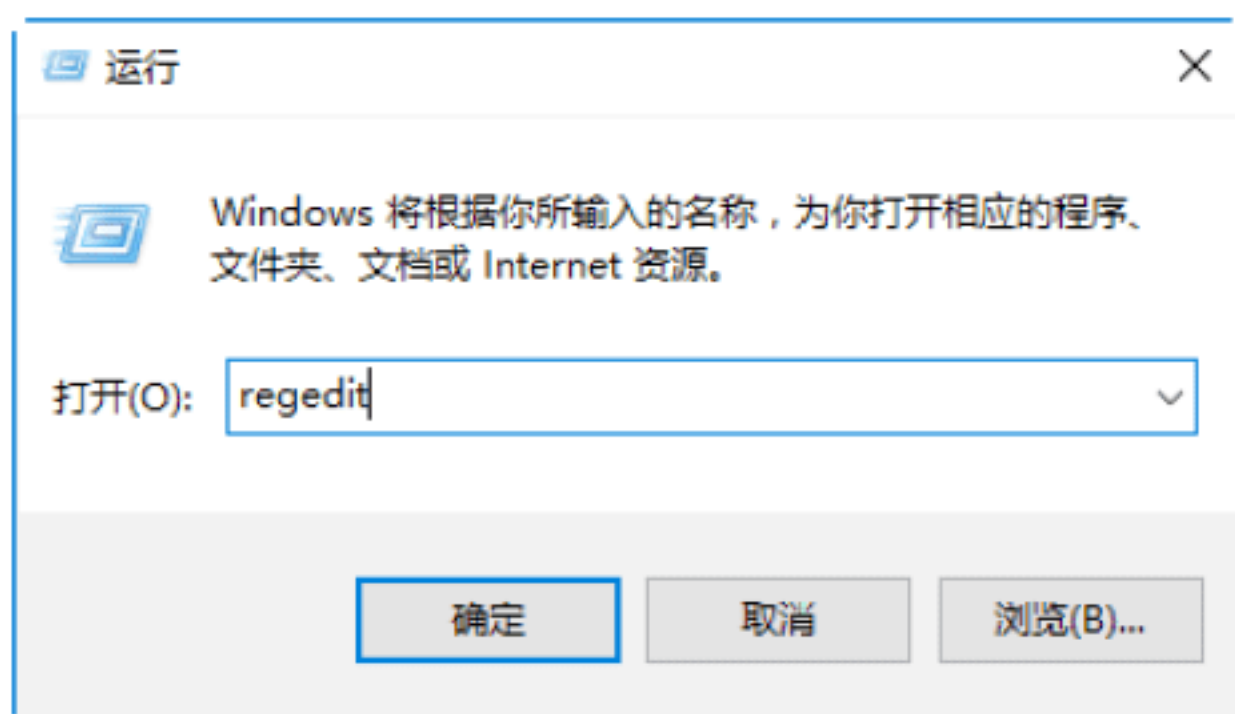 运行
Windows 将根据你所输入的名称，为你打开相应的程序、
文件夹、文档或 Internet 资源。
打开(O): regedit
确定 取消 浏览(B)...